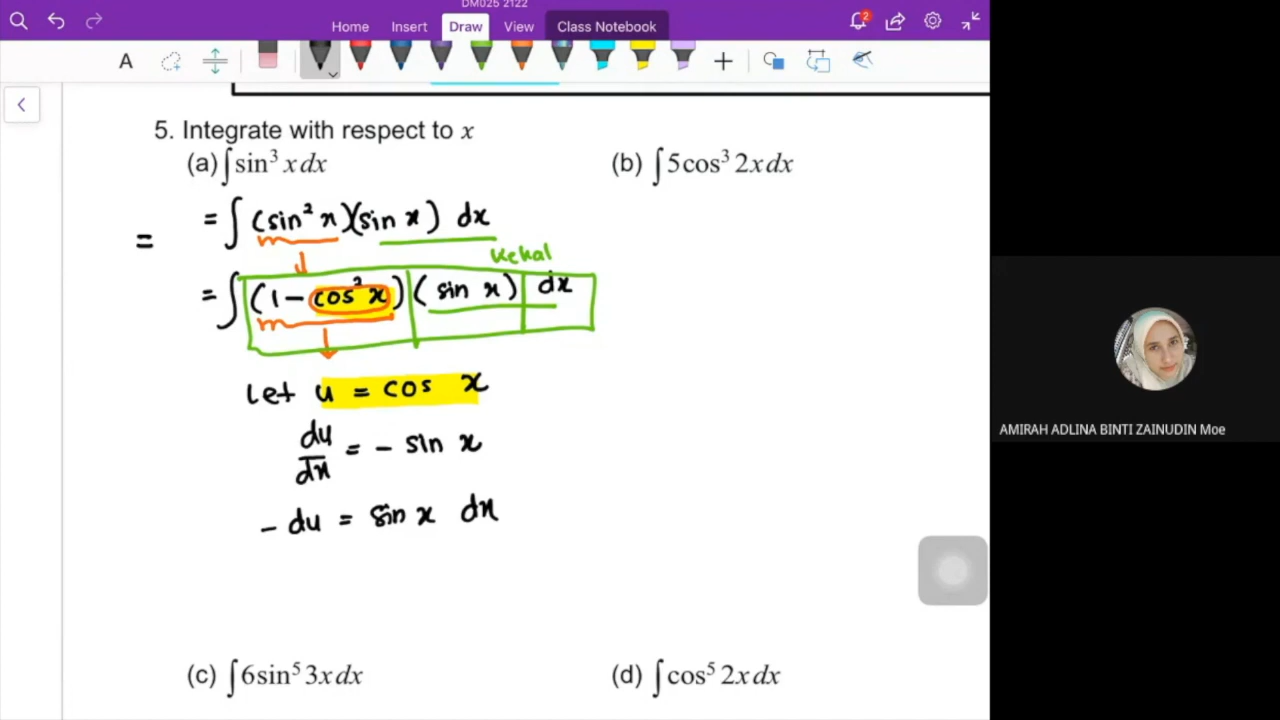 DM025 2122
Home Insert Draw View Class Notebook
2
A
5. Integrate with respect to x
(a) ∫sin³ x dx
(b) ∫5cos³ 2x dx
= ∫ (sin² x)(sin x) dx
=
kekal
= ∫ (1 − cos² x) (sin x) dx
Let u = cos x
du/dx = − sin x
− du = sin x dx
AMIRAH ADLINA BINTI ZAINUDIN Moe
(c) ∫6sin⁵ 3x dx
(d) ∫cos⁵ 2x dx